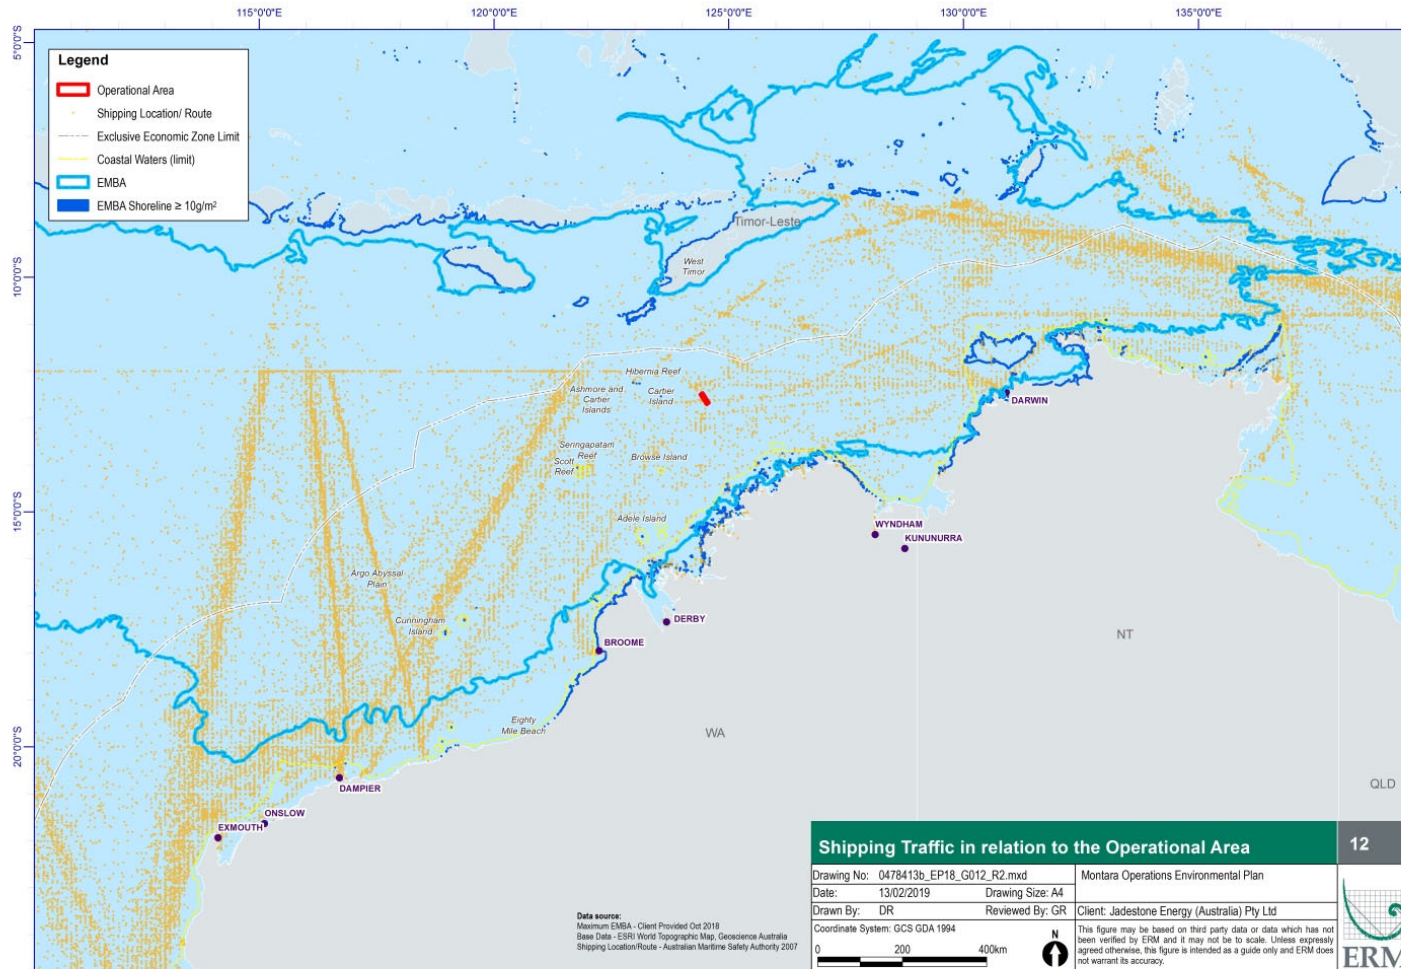 115°0'0"E
120°0'0"E
125°0'0"E
130°0'0"E
135°0'0"E
5°0'0"S
10°0'0"S
15°0'0"S
20°0'0"S
Legend
Operational Area
Shipping Location/ Route
Exclusive Economic Zone Limit
Coastal Waters (limit)
EMBA
EMBA Shoreline ≥ 10g/m²
Timor-Leste
West
Timor
Hibernia Reef
Ashmore and
Cartier
Islands
Cartier
Island
Seringapatam
Reef
Scott
Reef
Browse Island
Adele Island
Argo Abyssal
Plain
Cunningham
Island
Eighty
Mile Beach
DARWIN
WYNDHAM
KUNUNURRA
DERBY
BROOME
DAMPIER
ONSLOW
EXMOUTH
NT
WA
QLD
Data source:
Maximum EMBA - Client Provided Oct 2018
Base Data - ESRI World Topographic Map, Geoscience Australia
Shipping Location/Route - Australian Maritime Safety Authority 2007
Shipping Traffic in relation to the Operational Area
12
Drawing No: 0478413b_EP18_G012_R2.mxd
Montara Operations Environmental Plan
Date: 13/02/2019 Drawing Size: A4
Drawn By: DR Reviewed By: GR
Client: Jadestone Energy (Australia) Pty Ltd
Coordinate System: GCS GDA 1994
0 200 400km
N
This figure may be based on third party data or data which has not
been verified by ERM and it may not be to scale. Unless expressly
agreed otherwise, this figure is intended as a guide only and ERM does
not warrant its accuracy.
ERM